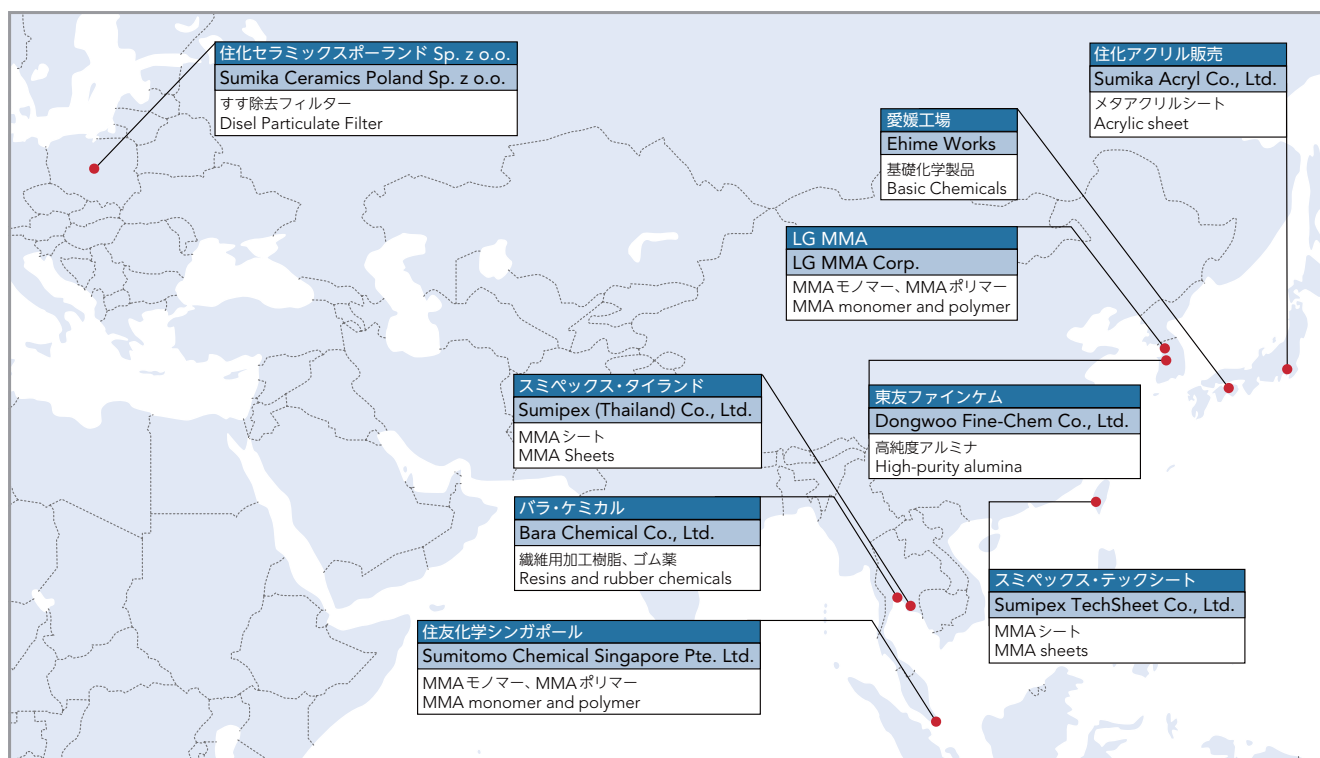 住化セラミックスポーランド Sp. z o.o.
Sumika Ceramics Poland Sp. z o.o.
すす除去フィルター
Disel Particulate Filter
住化アクリル販売
Sumika Acryl Co., Ltd.
メタアクリルシート
Acrylic sheet
愛媛工場
Ehime Works
基礎化学製品
Basic Chemicals
LG MMA
LG MMA Corp.
MMAモノマー、MMAポリマー
MMA monomer and polymer
スミペックス・タイランド
Sumipex (Thailand) Co., Ltd.
MMAシート
MMA Sheets
東友ファインケム
Dongwoo Fine-Chem Co., Ltd.
高純度アルミナ
High-purity alumina
バラ・ケミカル
Bara Chemical Co., Ltd.
繊維用加工樹脂、ゴム薬
Resins and rubber chemicals
スミペックス・テックシート
Sumipex TechSheet Co., Ltd.
MMAシート
MMA sheets
住友化学シンガポール
Sumitomo Chemical Singapore Pte. Ltd.
MMAモノマー、MMAポリマー
MMA monomer and polymer